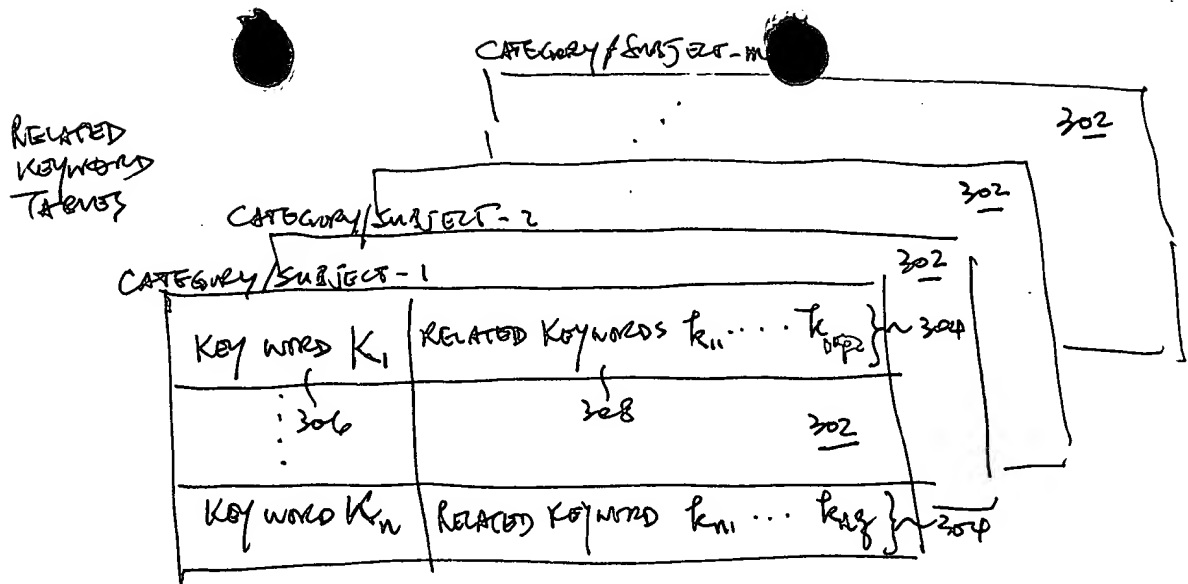 CATEGORY/SUBJECT-m
RELATED
KEYWORD
TABLES
302
302
CATEGORY/SUBJECT-2
302
CATEGORY/SUBJECT-1
KEY WORD K₁ RELATED KEYWORDS k₁₁ .... k } ~ 304
306 308
302
KEY WORD Kₙ RELATED KEYWORD kₙ₁ ... } ~ 304